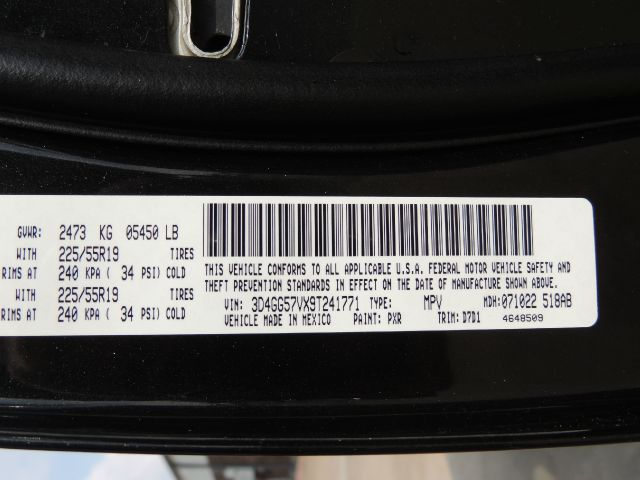 GVWR: 2473 KG 05450 LB
WITH 225/55R19 TIRES
RIMS AT 240 KPA ( 34 PSI) COLD
WITH 225/55R19 TIRES
RIMS AT 240 KPA ( 34 PSI) COLD
THIS VEHICLE CONFORMS TO ALL APPLICABLE U.S.A. FEDERAL MOTOR VEHICLE SAFETY AND
THEFT PREVENTION STANDARDS IN EFFECT ON THE DATE OF MANUFACTURE SHOWN ABOVE.
VIN: 3D4GG57VX9T241771 TYPE: MPV MDH: 071022 518AB
VEHICLE MADE IN MEXICO PAINT: PXR TRIM: D7D1 4648509